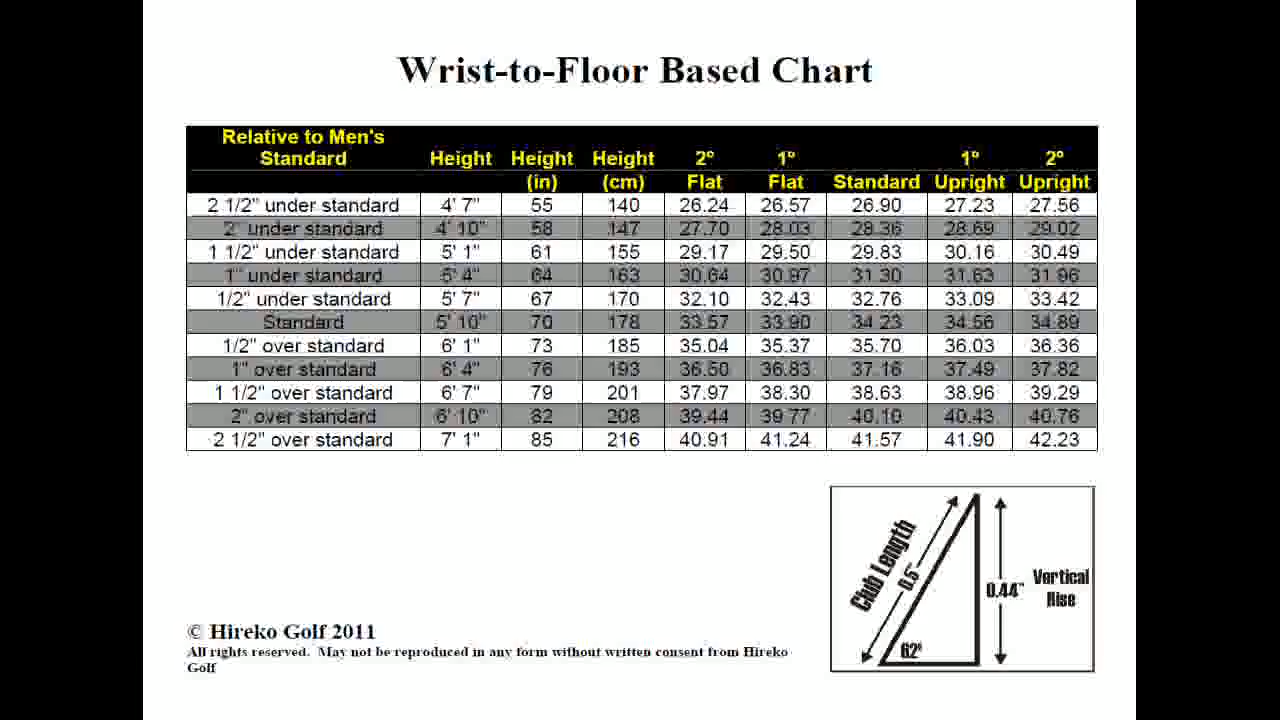 Wrist-to-Floor Based Chart
Relative to Men's Standard Height Height (in) Height (cm) 2º Flat 1º Flat Standard 1º Upright 2º Upright
2 1/2" under standard 4' 7" 55 140 26.24 26.57 26.90 27.23 27.56
2" under standard 4' 10" 58 147 27.70 28.03 28.36 28.69 29.02
1 1/2" under standard 5' 1" 61 155 29.17 29.50 29.83 30.16 30.49
1" under standard 5' 4" 64 163 30.64 30.97 31.30 31.63 31.96
1/2" under standard 5' 7" 67 170 32.10 32.43 32.76 33.09 33.42
Standard 5' 10" 70 178 33.57 33.90 34.23 34.56 34.89
1/2" over standard 6' 1" 73 185 35.04 35.37 35.70 36.03 36.36
1" over standard 6' 4" 76 193 36.50 36.83 37.16 37.49 37.82
1 1/2" over standard 6' 7" 79 201 37.97 38.30 38.63 38.96 39.29
2" over standard 6' 10" 82 208 39.44 39.77 40.10 40.43 40.76
2 1/2" over standard 7' 1" 85 216 40.91 41.24 41.57 41.90 42.23
Club Length
0.5"
0.44"
Vertical
Rise
62º
© Hireko Golf 2011
All rights reserved. May not be reproduced in any form without written consent from Hireko
Golf